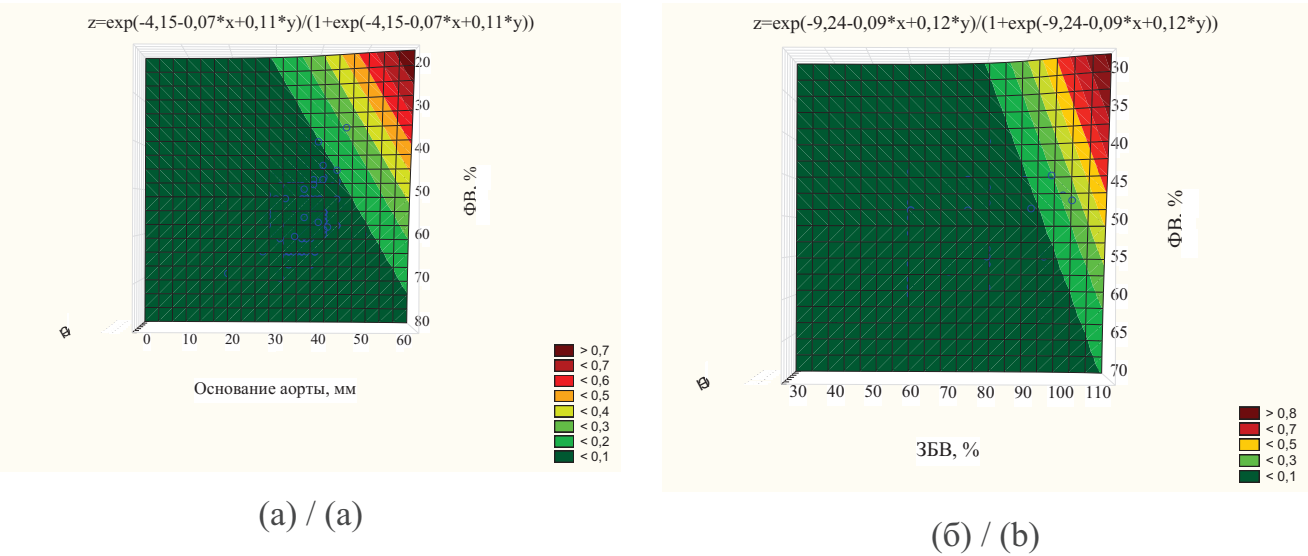 z=exp(-4,15-0,07*x+0,11*y)/(1+exp(-4,15-0,07*x+0,11*y))
20
30
40
50
60
70
80
ФВ. %
0 10 20 30 40 50 60
Основание аорты, мм
> 0,7
< 0,7
< 0,6
< 0,5
< 0,4
< 0,3
< 0,2
< 0,1
(а) / (a)
z=exp(-9,24-0,09*x+0,12*y)/(1+exp(-9,24-0,09*x+0,12*y))
30
35
40
45
50
55
60
65
70
ФВ. %
30 40 50 60 70 80 90 100 110
ЗБВ, %
> 0,8
< 0,7
< 0,5
< 0,3
< 0,1
(б) / (b)